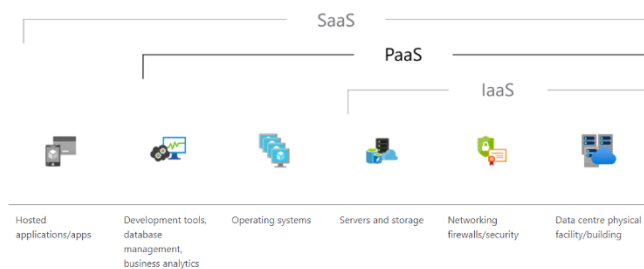 SaaS
PaaS
IaaS
Hosted
applications/apps
Development tools,
database
management,
business analytics
Operating systems
Servers and storage
Networking
firewalls/security
Data centre physical
facility/building